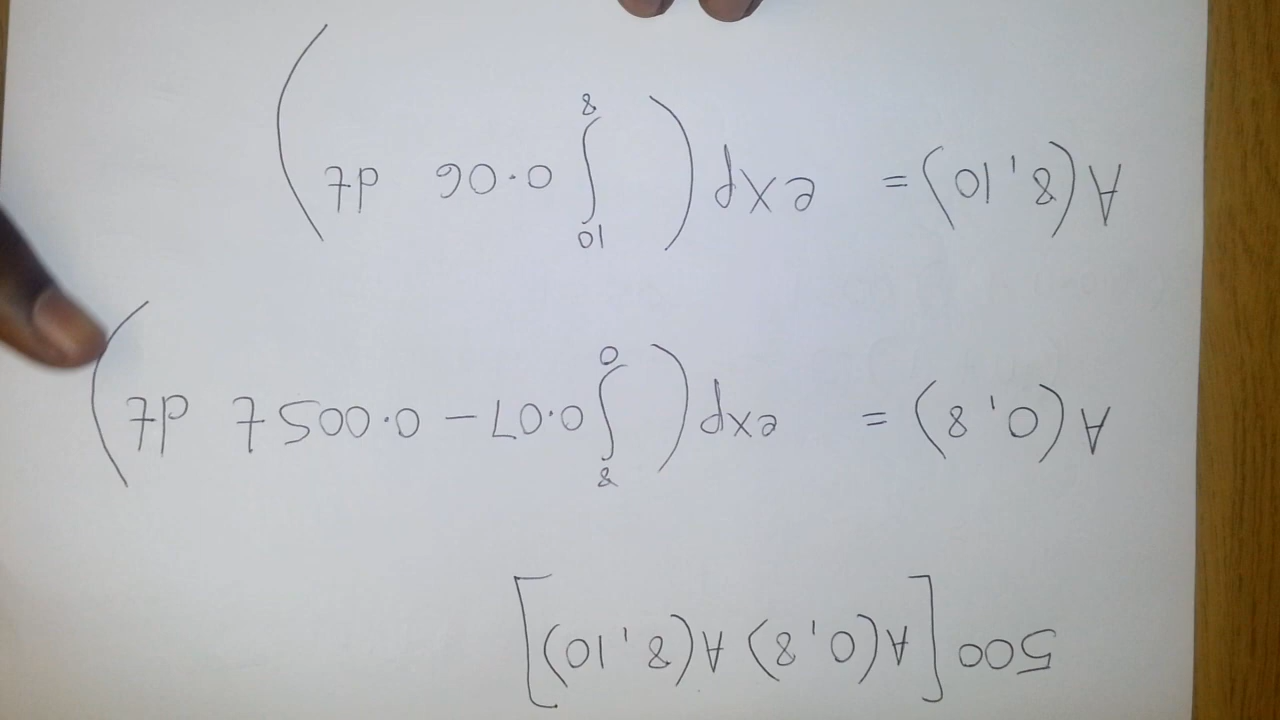 500 [A(0,8) A(8,10)]
A(0,8) = exp(∫₀⁸ 0.07 - 0.005t dt)
A(8,10) = exp(∫₈¹⁰ 0.06 dt)